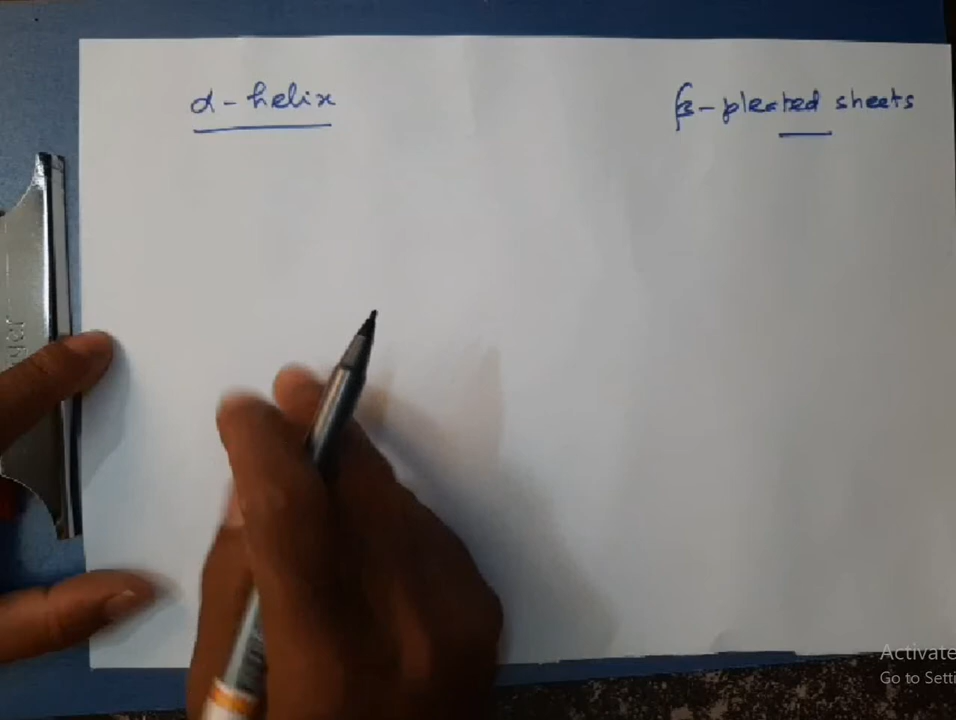 α - helix
β - pleated sheets
Activate
Go to Setti